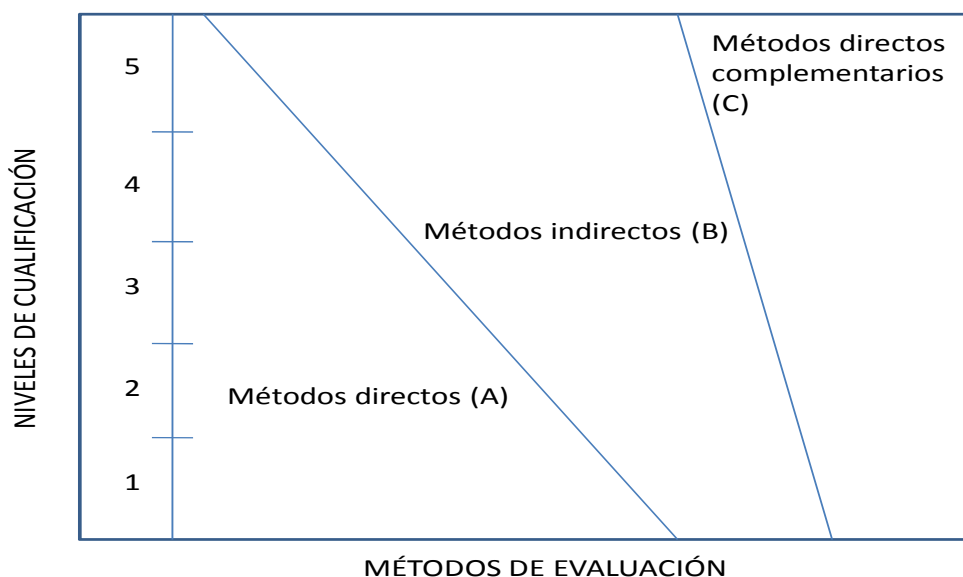 NIVELES DE CUALIFICACIÓN
5
4
3
2
1
Métodos directos
complementarios
(C)
Métodos indirectos (B)
Métodos directos (A)
MÉTODOS DE EVALUACIÓN